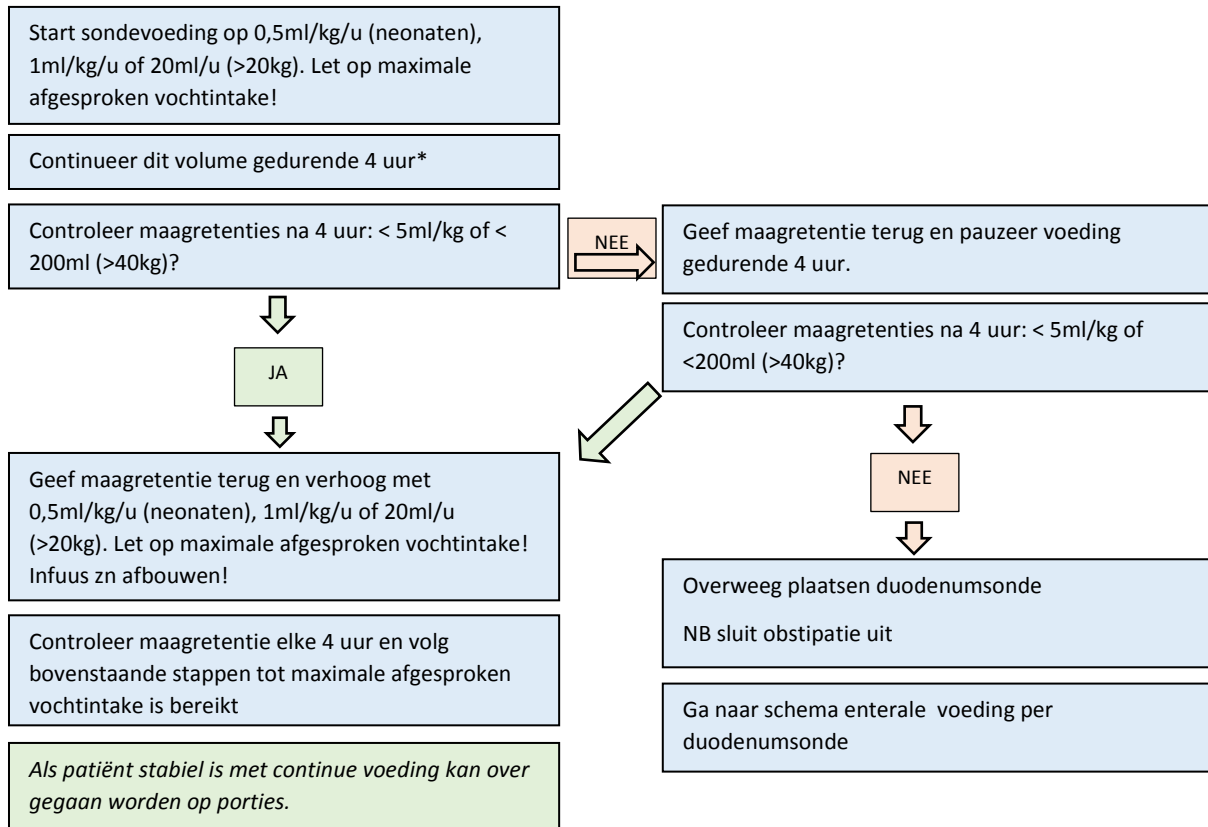 Start sondevoeding op 0,5ml/kg/u (neonaten),
1ml/kg/u of 20ml/u (>20kg). Let op maximale
afgesproken vochtintake!
Continueer dit volume gedurende 4 uur*
Controleer maagretenties na 4 uur: < 5ml/kg of <
200ml (>40kg)?
NEE
Geef maagretentie terug en pauzeer voeding
gedurende 4 uur.
Controleer maagretenties na 4 uur: < 5ml/kg of
<200ml (>40kg)?
JA
NEE
Geef maagretentie terug en verhoog met
0,5ml/kg/u (neonaten), 1ml/kg/u of 20ml/u
(>20kg). Let op maximale afgesproken vochtintake!
Infuus zn afbouwen!
Controleer maagretentie elke 4 uur en volg
bovenstaande stappen tot maximale afgesproken
vochtintake is bereikt
Als patiënt stabiel is met continue voeding kan over
gegaan worden op porties.
Overweeg plaatsen duodenumsonde
NB sluit obstipatie uit
Ga naar schema enterale  voeding per
duodenumsonde